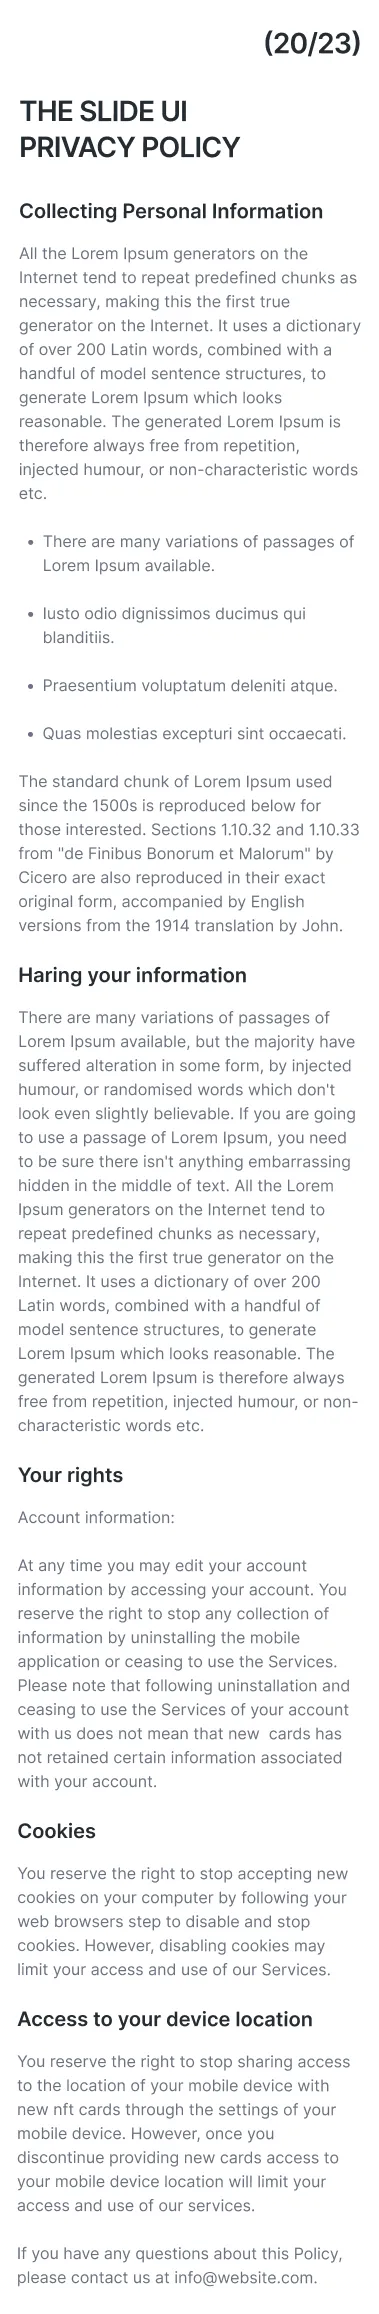 (20/23)
THE SLIDE UI
PRIVACY POLICY
Collecting Personal Information
All the Lorem Ipsum generators on the
Internet tend to repeat predefined chunks as
necessary, making this the first true
generator on the Internet. It uses a dictionary
of over 200 Latin words, combined with a
handful of model sentence structures, to
generate Lorem Ipsum which looks
reasonable. The generated Lorem Ipsum is
therefore always free from repetition,
injected humour, or non-characteristic words
etc.
• There are many variations of passages of
Lorem Ipsum available.
• Iusto odio dignissimos ducimus qui
blanditiis.
• Praesentium voluptatum deleniti atque.
• Quas molestias excepturi sint occaecati.
The standard chunk of Lorem Ipsum used
since the 1500s is reproduced below for
those interested. Sections 1.10.32 and 1.10.33
from "de Finibus Bonorum et Malorum" by
Cicero are also reproduced in their exact
original form, accompanied by English
versions from the 1914 translation by John.
Haring your information
There are many variations of passages of
Lorem Ipsum available, but the majority have
suffered alteration in some form, by injected
humour, or randomised words which don't
look even slightly believable. If you are going
to use a passage of Lorem Ipsum, you need
to be sure there isn't anything embarrassing
hidden in the middle of text. All the Lorem
Ipsum generators on the Internet tend to
repeat predefined chunks as necessary,
making this the first true generator on the
Internet. It uses a dictionary of over 200
Latin words, combined with a handful of
model sentence structures, to generate
Lorem Ipsum which looks reasonable. The
generated Lorem Ipsum is therefore always
free from repetition, injected humour, or non-
characteristic words etc.
Your rights
Account information:
At any time you may edit your account
information by accessing your account. You
reserve the right to stop any collection of
information by uninstalling the mobile
application or ceasing to use the Services.
Please note that following uninstallation and
ceasing to use the Services of your account
with us does not mean that new  cards has
not retained certain information associated
with your account.
Cookies
You reserve the right to stop accepting new
cookies on your computer by following your
web browsers step to disable and stop
cookies. However, disabling cookies may
limit your access and use of our Services.
Access to your device location
You reserve the right to stop sharing access
to the location of your mobile device with
new nft cards through the settings of your
mobile device. However, once you
discontinue providing new cards access to
your mobile device location will limit your
access and use of our services.
If you have any questions about this Policy,
please contact us at info@website.com.